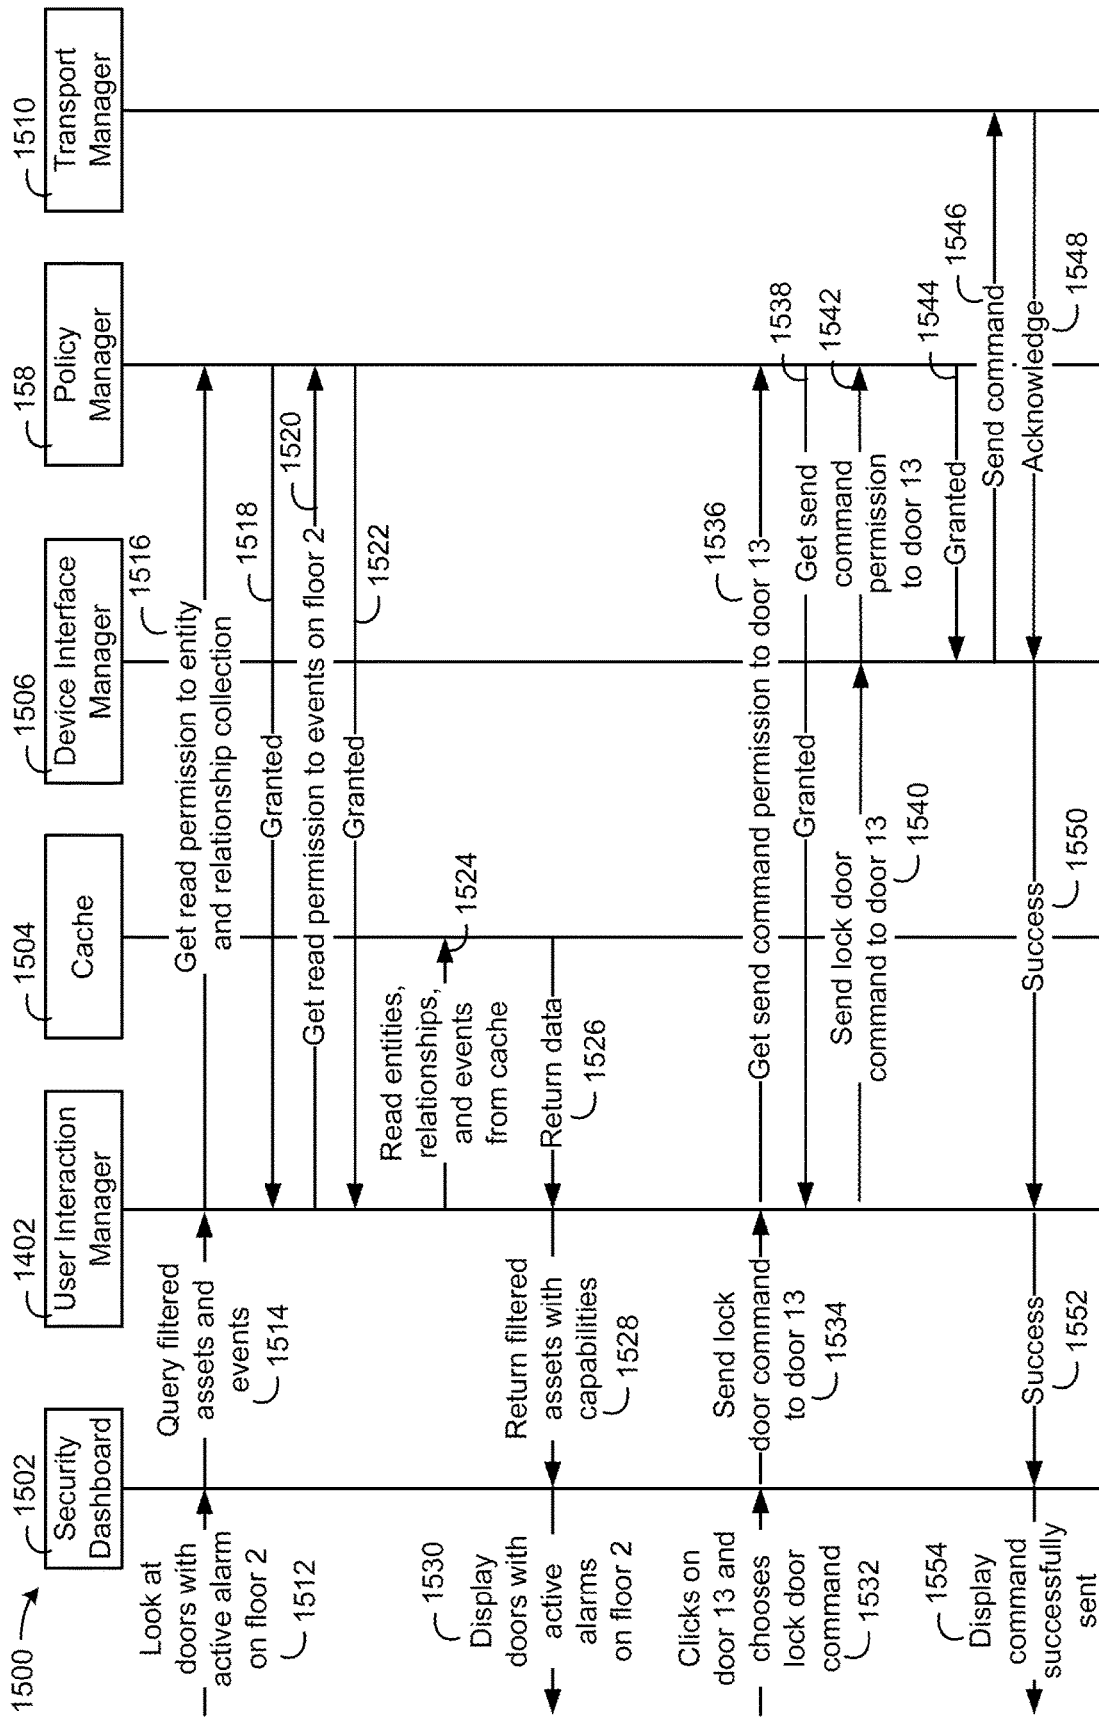 1500
1502
Security
Dashboard
1402
User Interaction
Manager
1504
Cache
1506
Device Interface
Manager
158
Policy
Manager
1510
Transport
Manager
Look at
doors with
active alarm
on floor 2
1512
Query filtered
assets and
events
1514
Get read permission to entity
and relationship collection
1516
Granted
1518
Get read permission to events on floor 2
1520
Granted
1522
Read entities,
relationships,
and events
from cache
1524
Return data
1526
Return filtered
assets with
capabilities
1528
1530
Display
doors with
active
alarms
on floor 2
Clicks on
door 13 and
chooses
lock door
command
1532
Send lock
door command
to door 13
1534
Get send command permission to door 13
1536
Granted
1538
Send lock door
command to door 13
1540
Get send
command
permission
to door 13
1542
Granted
1544
Send command
1546
Acknowledge
1548
Success
1550
Success
1552
1554
Display
command
successfully
sent